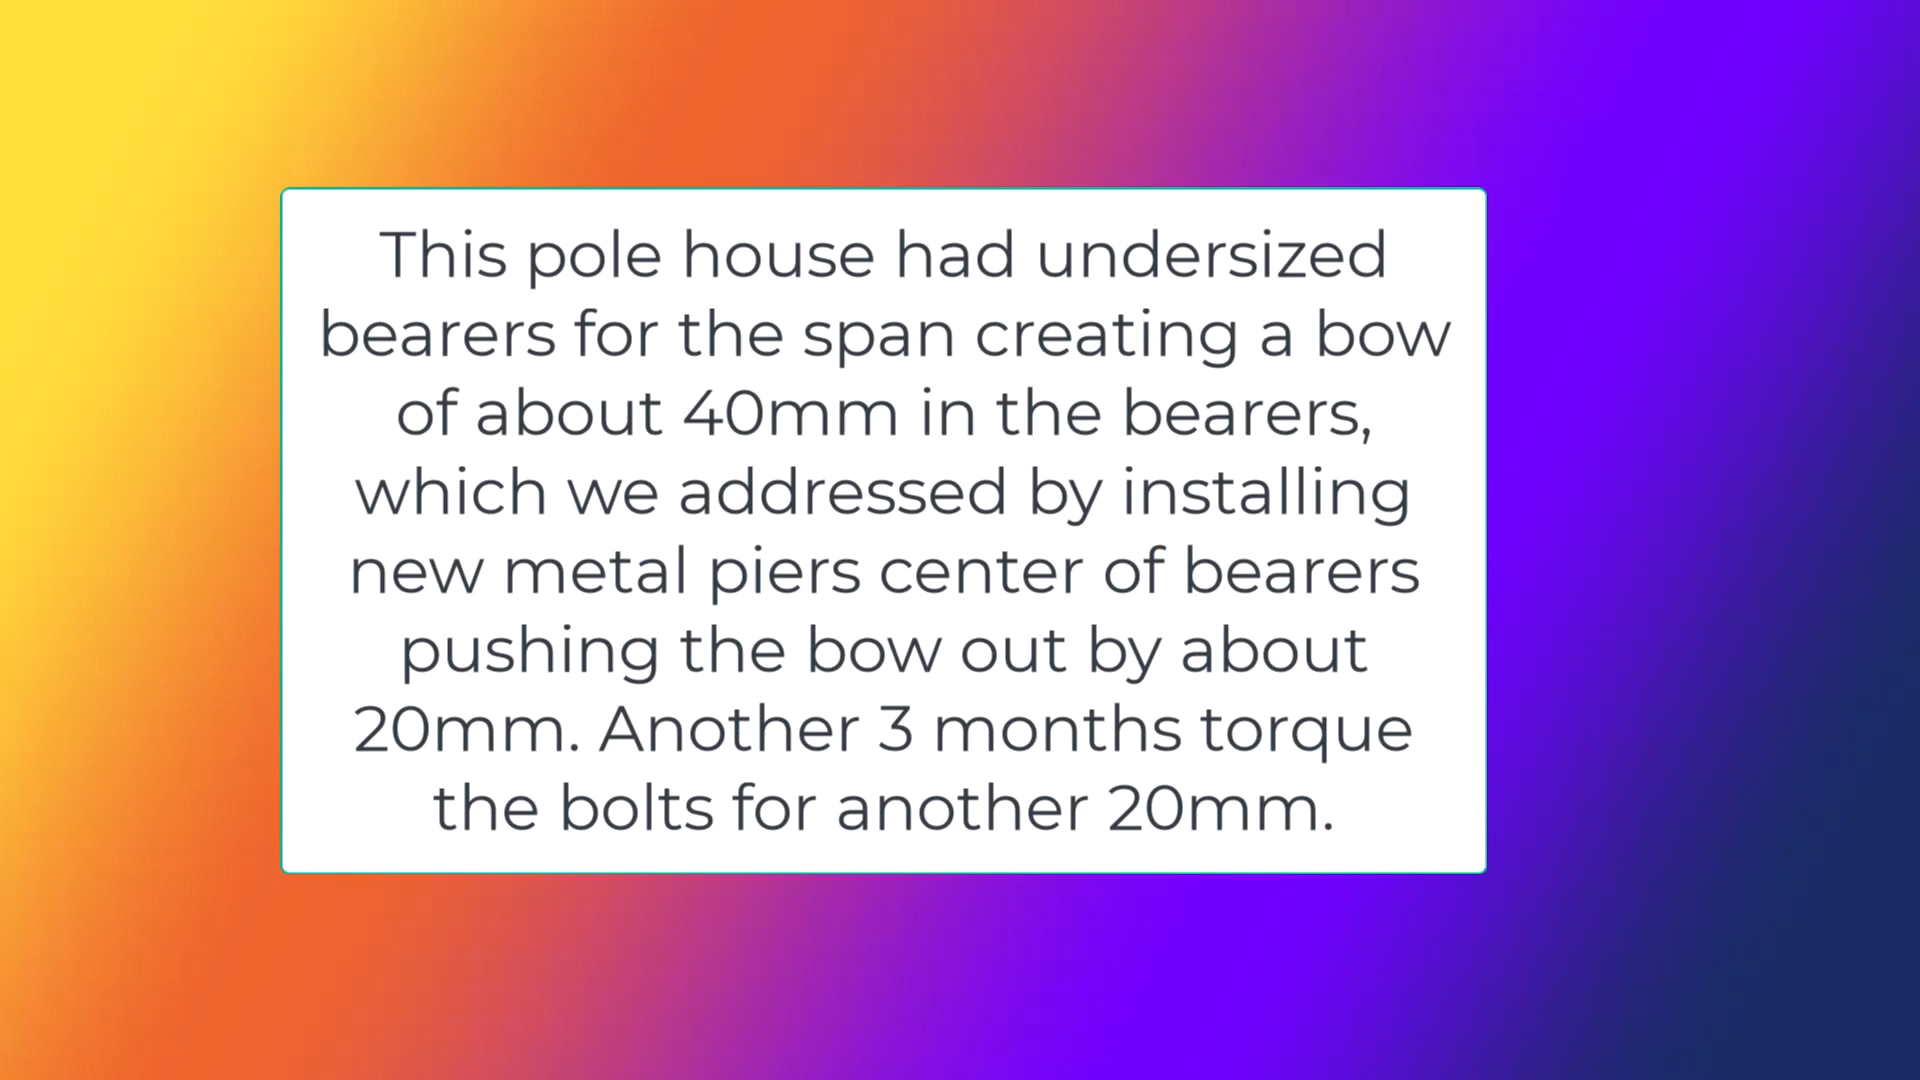 This pole house had undersized
bearers for the span creating a bow
of about 40mm in the bearers,
which we addressed by installing
new metal piers center of bearers
pushing the bow out by about
20mm. Another 3 months torque
the bolts for another 20mm.